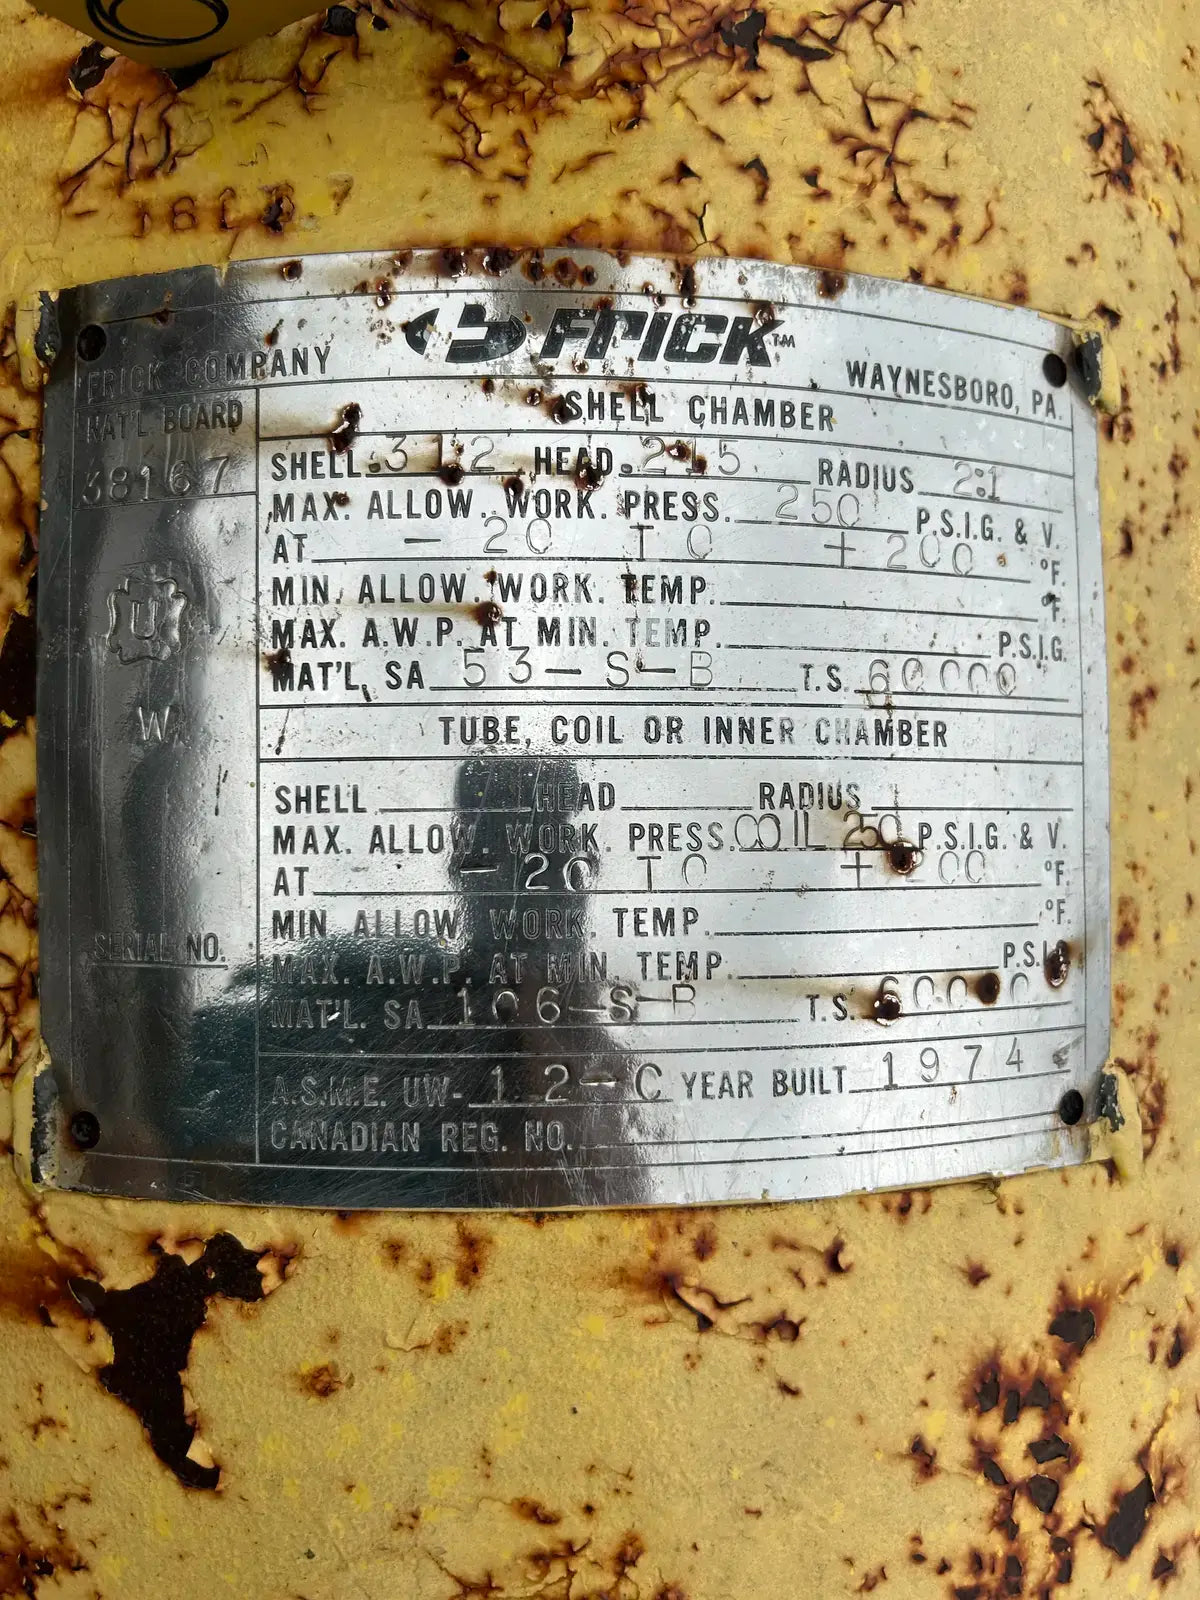 FRICK™
FRICK COMPANY
WAYNESBORO, PA.
NAT'L BOARD
38167
U
W
SERIAL NO.
SHELL CHAMBER
SHELL .312 HEAD .215 RADIUS 2:1
MAX. ALLOW. WORK. PRESS. 250 P.S.I.G. & V.
AT - 20 TO + 200 °F.
MIN. ALLOW. WORK. TEMP. °F.
MAX. A.W.P. AT MIN. TEMP. P.S.I.G.
MAT'L. SA 53-S-B T.S. 60000
TUBE, COIL OR INNER CHAMBER
SHELL HEAD RADIUS
MAX. ALLOW. WORK. PRESS. COIL 250 P.S.I.G. & V.
AT - 20 TO + 200 °F.
MIN. ALLOW. WORK. TEMP. °F.
MAX. A.W.P. AT MIN. TEMP. P.S.I.G.
MAT'L. SA 106-S-B T.S. 60000
A.S.M.E. UW- 12-C YEAR BUILT 1974
CANADIAN REG. NO.